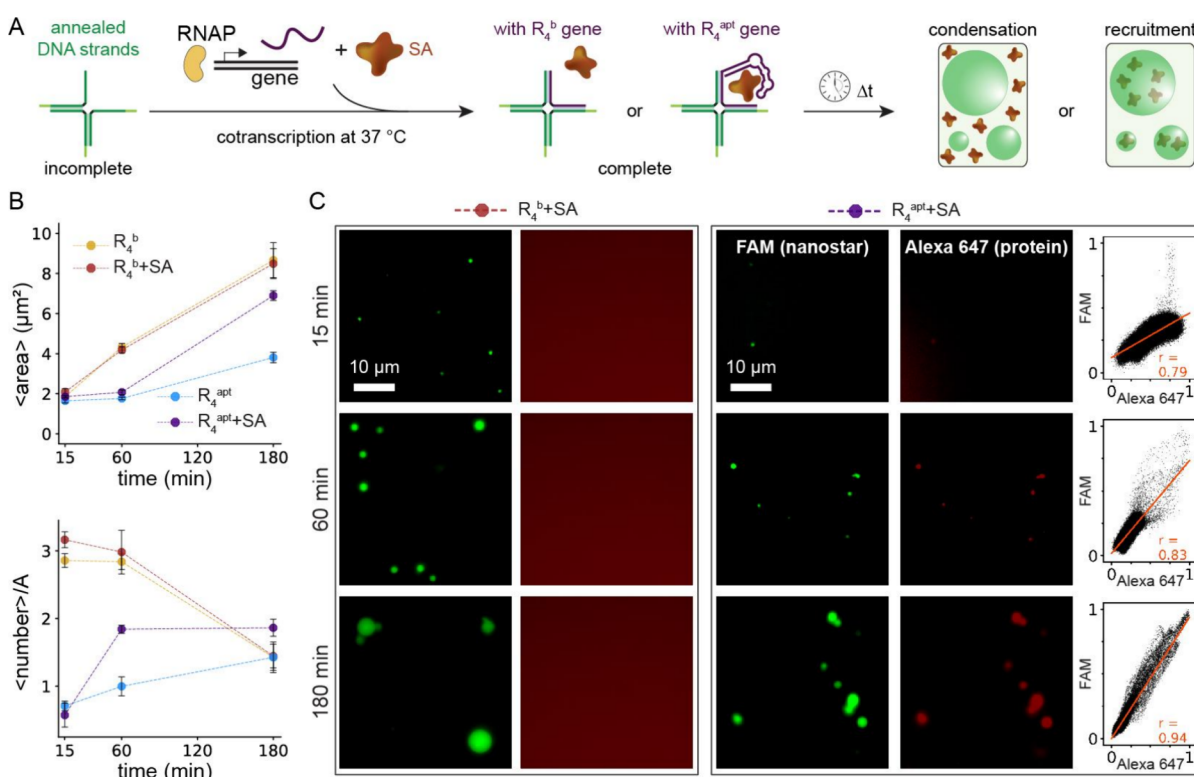 A
annealed
DNA strands
incomplete
RNAP
gene
+
SA
cotranscription at 37 °C
with R₄ᵇ gene
or
with R₄ᵃᵖᵗ gene
complete
Δt
condensation
or
recruitment
B
<area> (µm²)
10
8
6
4
2
0
R₄ᵇ
R₄ᵇ+SA
R₄ᵃᵖᵗ
R₄ᵃᵖᵗ+SA
15 60 120 180
time (min)
<number>/A
3
2
1
15 60 120 180
time (min)
C
R₄ᵇ+SA
R₄ᵃᵖᵗ+SA
FAM (nanostar)
Alexa 647 (protein)
15 min
10 µm
10 µm
1
FAM
0
r =
0.79
0 Alexa 647 1
60 min
1
FAM
0
r =
0.83
0 Alexa 647 1
180 min
1
FAM
0
r =
0.94
0 Alexa 647 1